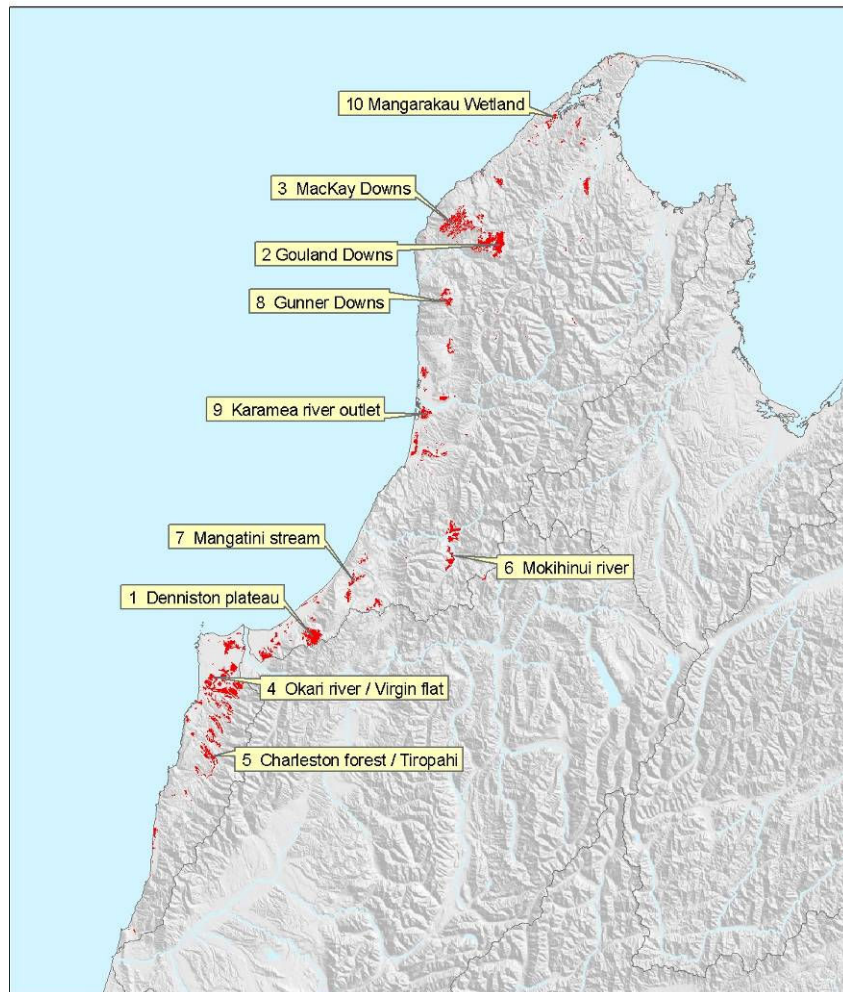 10 Mangarakau Wetland
3 MacKay Downs
2 Gouland Downs
8 Gunner Downs
9 Karamea river outlet
7 Mangatini stream
6 Mokihinui river
1 Denniston plateau
4 Okari river / Virgin flat
5 Charleston forest / Tiropahi